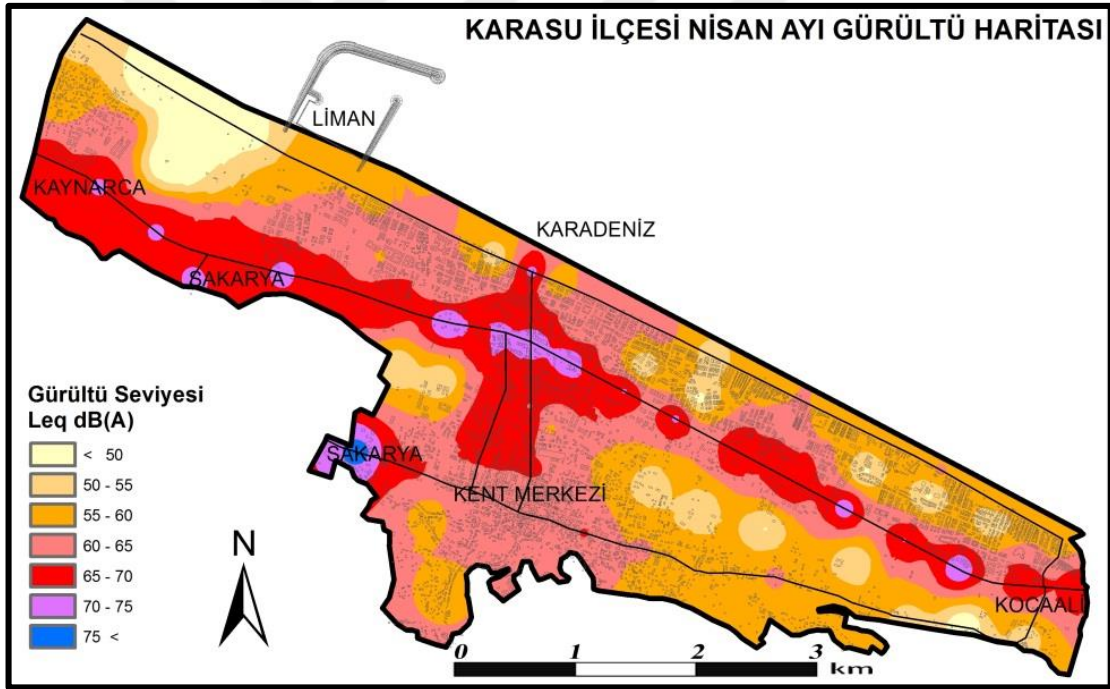 KARASU İLÇESİ NİSAN AYI GÜRÜLTÜ HARİTASI
LİMAN
KAYNARCA
KARADENİZ
SAKARYA
Gürültü Seviyesi
Leq dB(A)
< 50
50 - 55
55 - 60
60 - 65
65 - 70
70 - 75
75 <
SAKARYA
KENT MERKEZİ
N
KOCAALİ
0 1 2 3
km